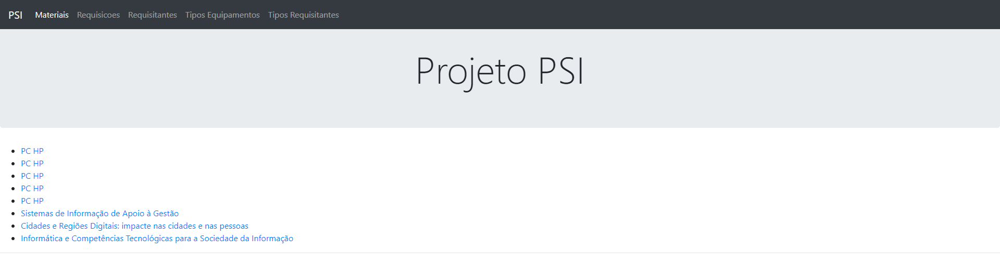 PSI Materiais Requisicoes Requisitantes Tipos Equipamentos Tipos Requisitantes
Projeto PSI
PC HP
PC HP
PC HP
PC HP
PC HP
Sistemas de Informação de Apoio à Gestão
Cidades e Regiões Digitais: impacte nas cidades e nas pessoas
Informática e Competências Tecnológicas para a Sociedade da Informação